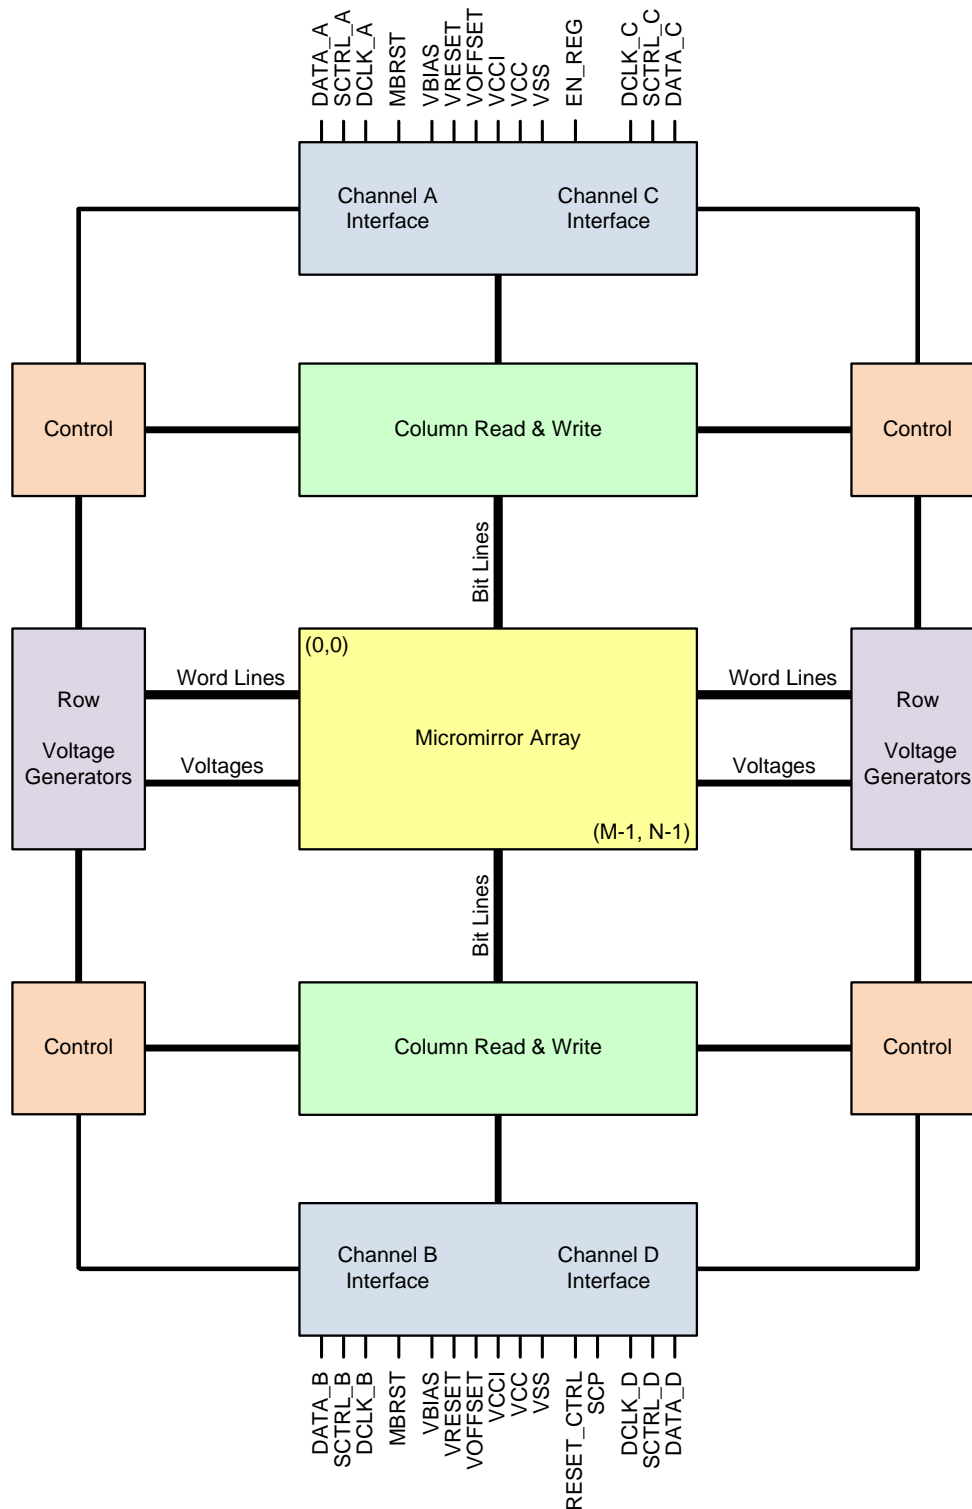 DATA_A
SCTRL_A
DCLK_A
MBRST
VBIAS
VRESET
VOFFSET
VCCI
VCC
VSS
EN_REG
DCLK_C
SCTRL_C
DATA_C
Channel A
Interface
Channel C
Interface
Control
Column Read & Write
Control
Bit Lines
(0,0)
Word Lines
Word Lines
Row
Row
Micromirror Array
Voltage
Generators
Voltage
Generators
Voltages
Voltages
(M-1, N-1)
Bit Lines
Control
Column Read & Write
Control
Channel B
Interface
Channel D
Interface
DATA_B
SCTRL_B
DCLK_B
MBRST
VBIAS
VRESET
VOFFSET
VCCI
VCC
VSS
RESET_CTRL
SCP
DCLK_D
SCTRL_D
DATA_D